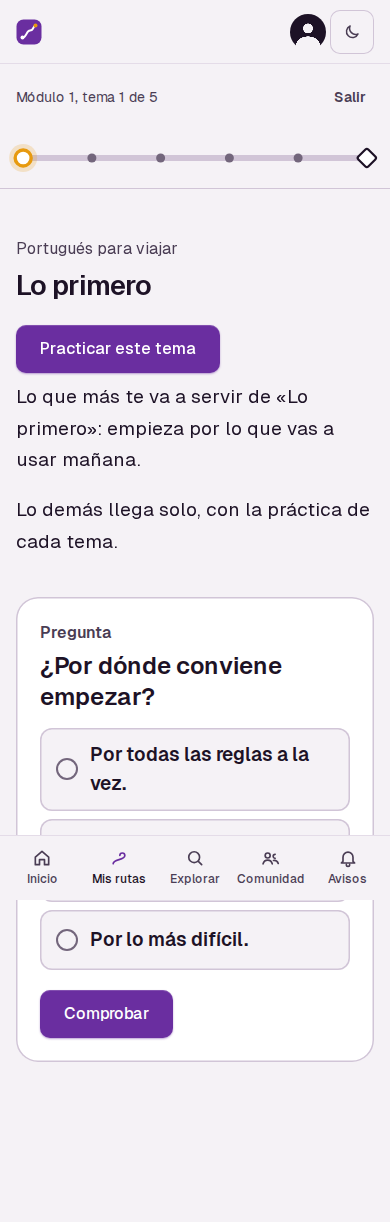 Módulo 1, tema 1 de 5
Salir
Portugués para viajar
Lo primero
Practicar este tema
Lo que más te va a servir de «Lo
primero»: empieza por lo que vas a
usar mañana.
Lo demás llega solo, con la práctica de
cada tema.
Pregunta
¿Por dónde conviene
empezar?
Por todas las reglas a la
vez.
Inicio
Mis rutas
Explorar
Comunidad
Avisos
Por lo más difícil.
Comprobar